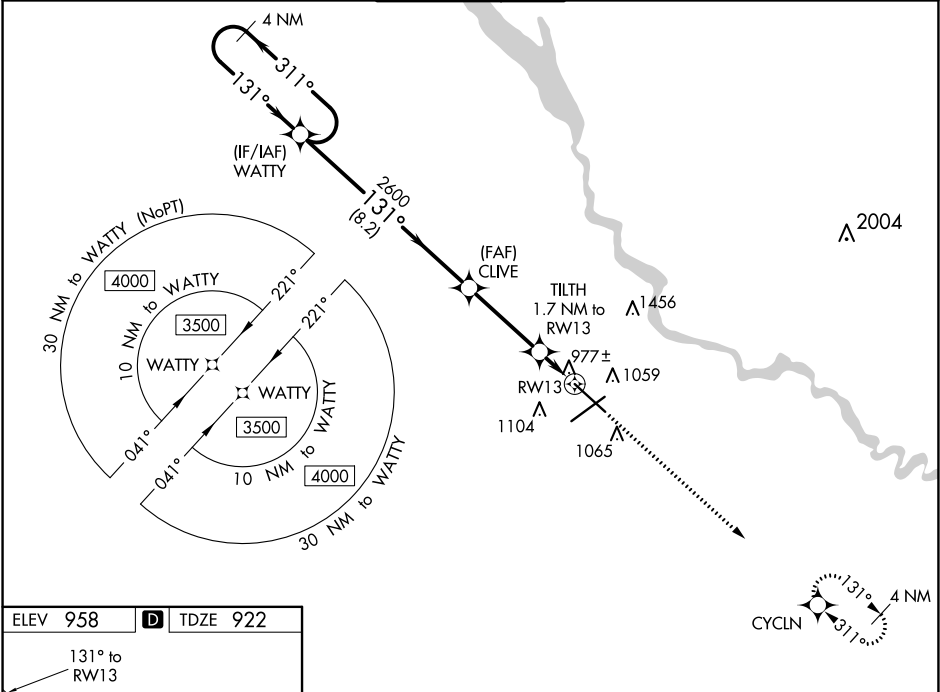 4 NM
311°
131°
(IF/IAF)
WATTY
2600
131°
(8.2)
(FAF)
CLIVE
TILTH
1.7 NM to
RW13
2004
1456
977±
RW13
1059
1104
1065
30 NM to WATTY (NoPT)
4000
10 NM to WATTY
3500
221°
WATTY
041°
221°
WATTY
3500
041°
10 NM to WATTY
4000
30 NM to WATTY
131°
4 NM
CYCLN
311°
ELEV 958 D TDZE 922
131° to
RW13